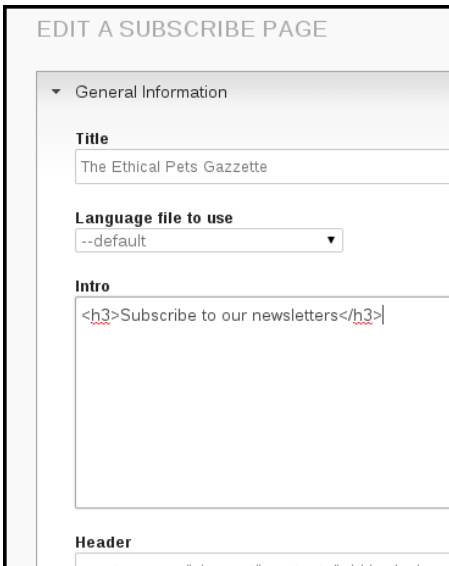 EDIT A SUBSCRIBE PAGE
General Information
Title
The Ethical Pets Gazzette
Language file to use
--default
Intro
<h3>Subscribe to our newsletters</h3>
Header